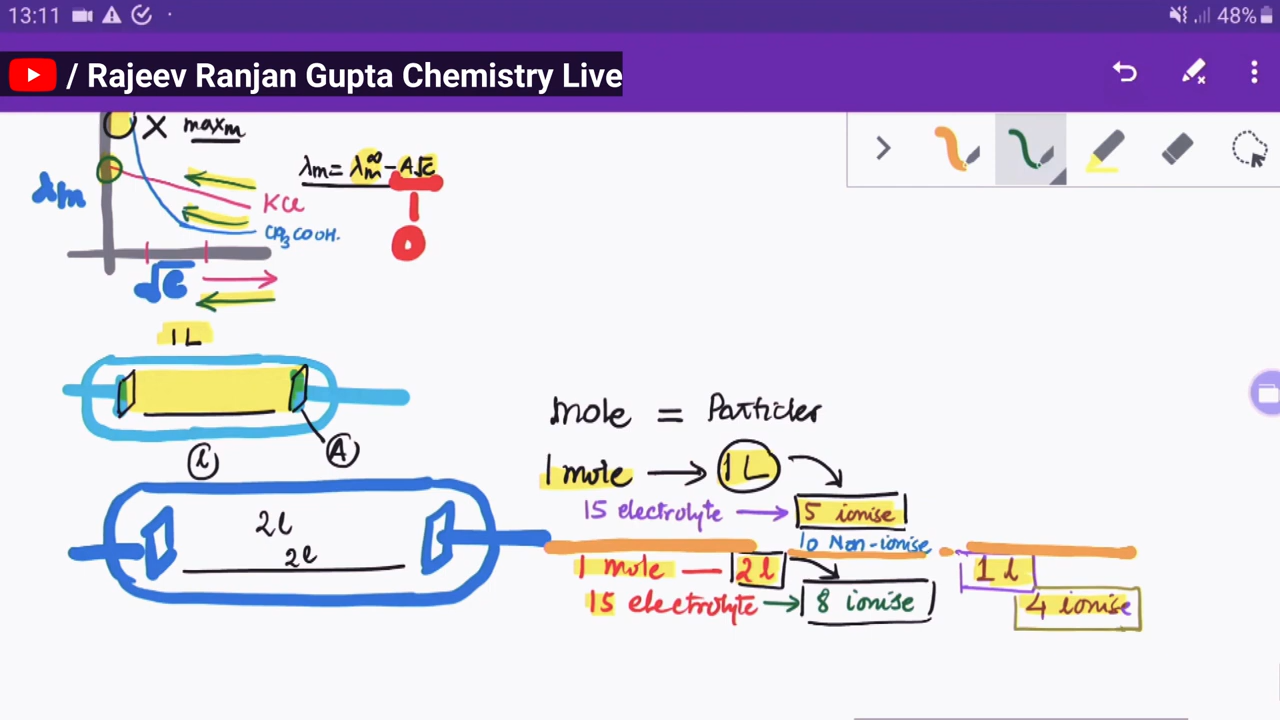 13:11
48%
/ Rajeev Ranjan Gupta Chemistry Live
X maxm
λm = λm∞ - A√c
λm
KCl
CH3COOH.
0
√c
1L
l
A
2l
2l
mole = Particles
1 mole → 1L
15 electrolyte → 5 ionise
10 Non-ionise
1 mole — 2l
1l
15 electrolyte → 8 ionise
4 ionise